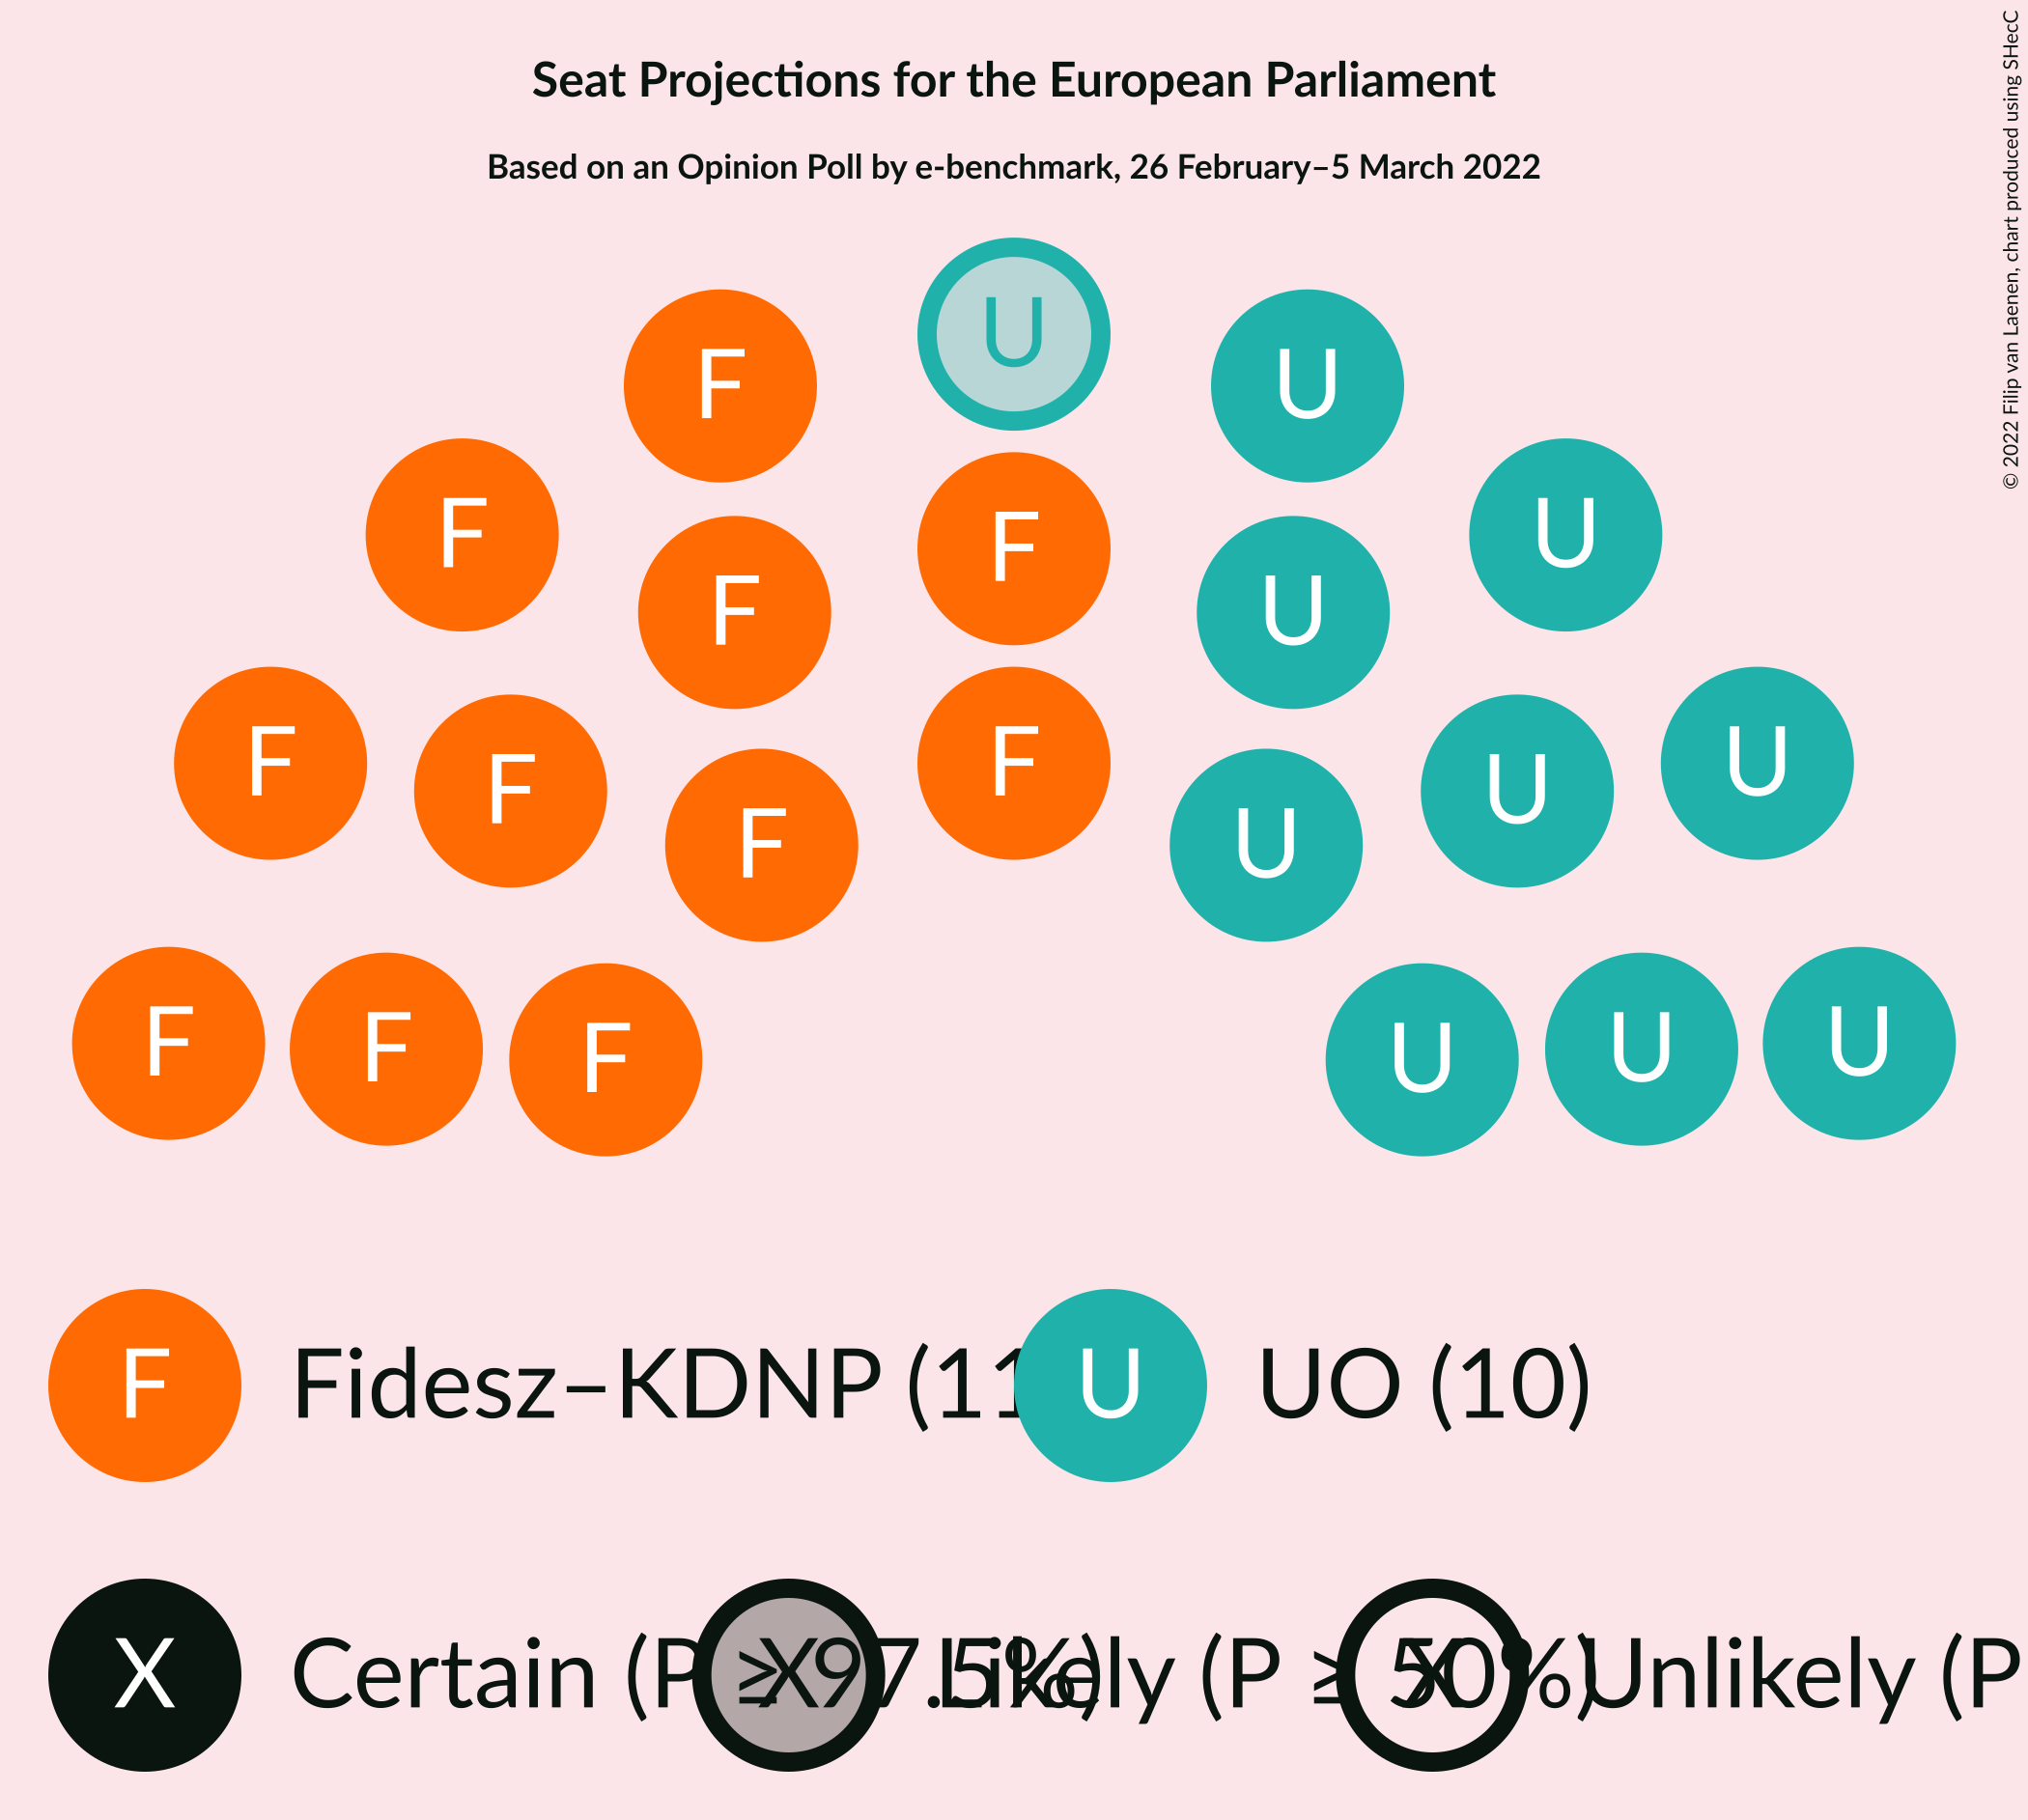 Seat Projections for the European Parliament
Based on an Opinion Poll by e-benchmark, 26 February–5 March 2022
© 2022 Filip van Laenen, chart produced using SHecC
U
F U
F U
F
F U
F F U
F U U
F U
F U
F U
F U
F Fidesz–KDNP (11 U UO (10)
X Certain (P ≥ 97.5%) X Likely (P ≥ 50%) X Unlikely (P